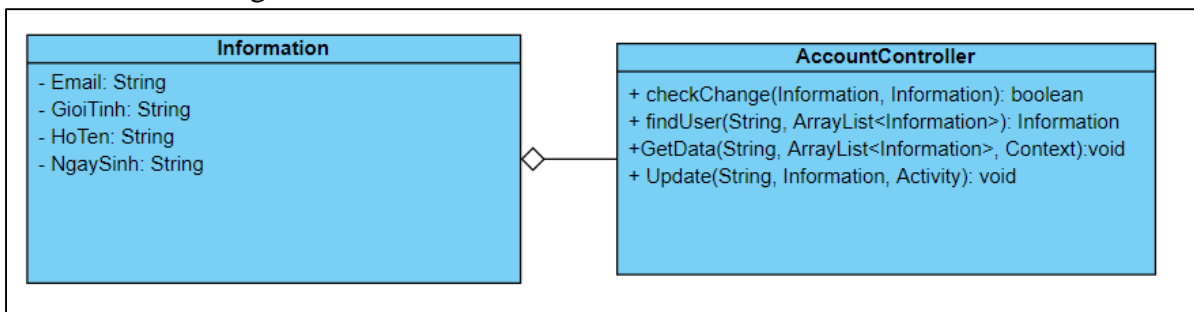 Information
- Email: String
- GioiTinh: String
- HoTen: String
- NgaySinh: String
AccountController
+ checkChange(Information, Information): boolean
+ findUser(String, ArrayList<Information>): Information
+GetData(String, ArrayList<Information>, Context):void
+ Update(String, Information, Activity): void